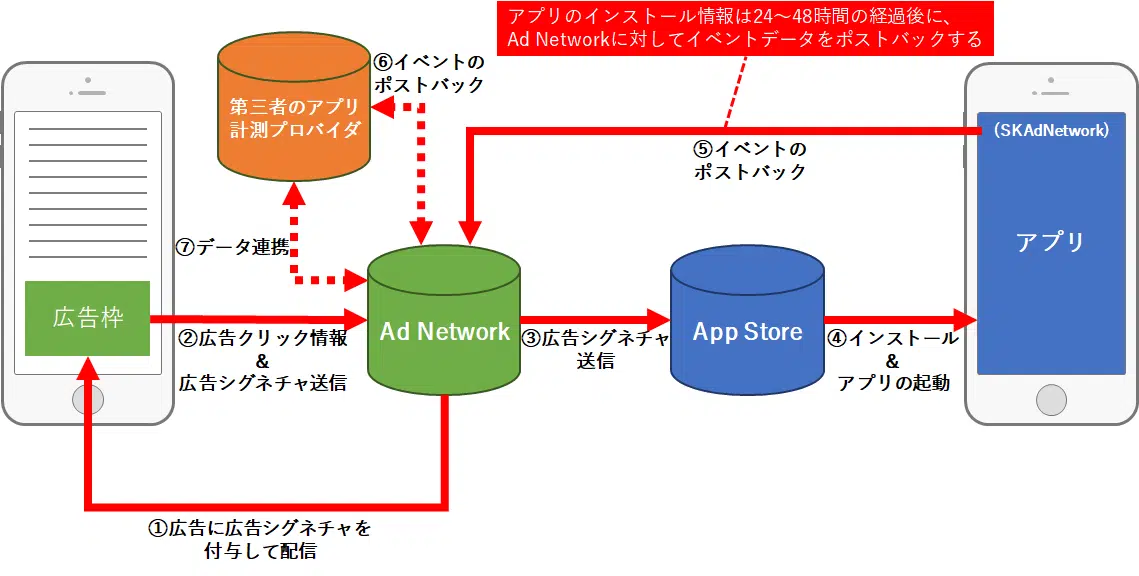 アプリのインストール情報は24～48時間の経過後に、
Ad Networkに対してイベントデータをポストバックする
⑥イベントの
ポストバック
第三者のアプリ
計測プロバイダ
(SKAdNetwork)
アプリ
⑤イベントの
ポストバック
⑦データ連携
広告枠
②広告クリック情報
&
広告シグネチャ送信
Ad Network
③広告シグネチャ
送信
App Store
④インストール
&
アプリの起動
①広告に広告シグネチャを
付与して配信